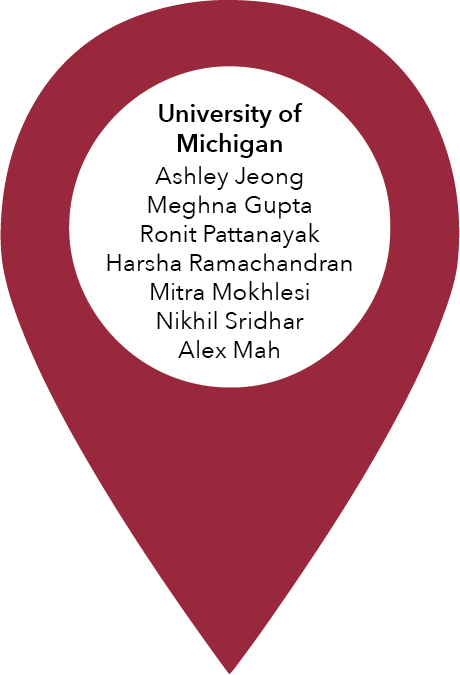 University of
Michigan
Ashley Jeong
Meghna Gupta
Ronit Pattanayak
Harsha Ramachandran
Mitra Mokhlesi
Nikhil Sridhar
Alex Mah